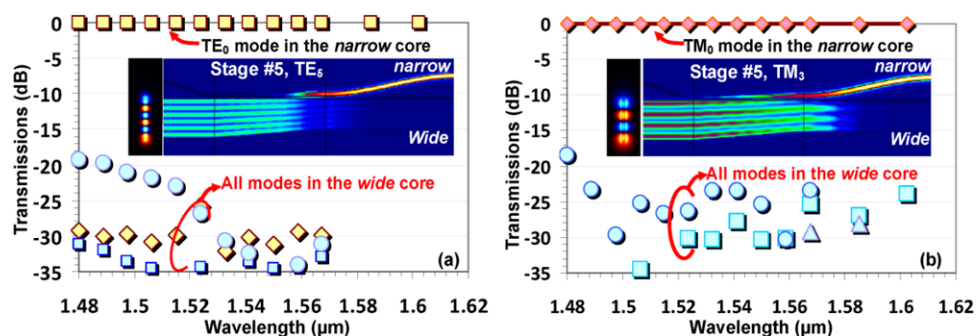 0
-5
-10
-15
-20
-25
-30
-35
Transmissions (dB)
TE0 mode in the narrow core
Stage #5, TE5
narrow
Wide
All modes in the wide core
(a)
1.48 1.5 1.52 1.54 1.56 1.58 1.6 1.62
Wavelength (µm)
0
-5
-10
-15
-20
-25
-30
-35
Transmissions (dB)
TM0 mode in the narrow core
Stage #5, TM3
narrow
Wide
All modes in the wide core
(b)
1.48 1.5 1.52 1.54 1.56 1.58 1.6 1.62
Wavelength (µm)